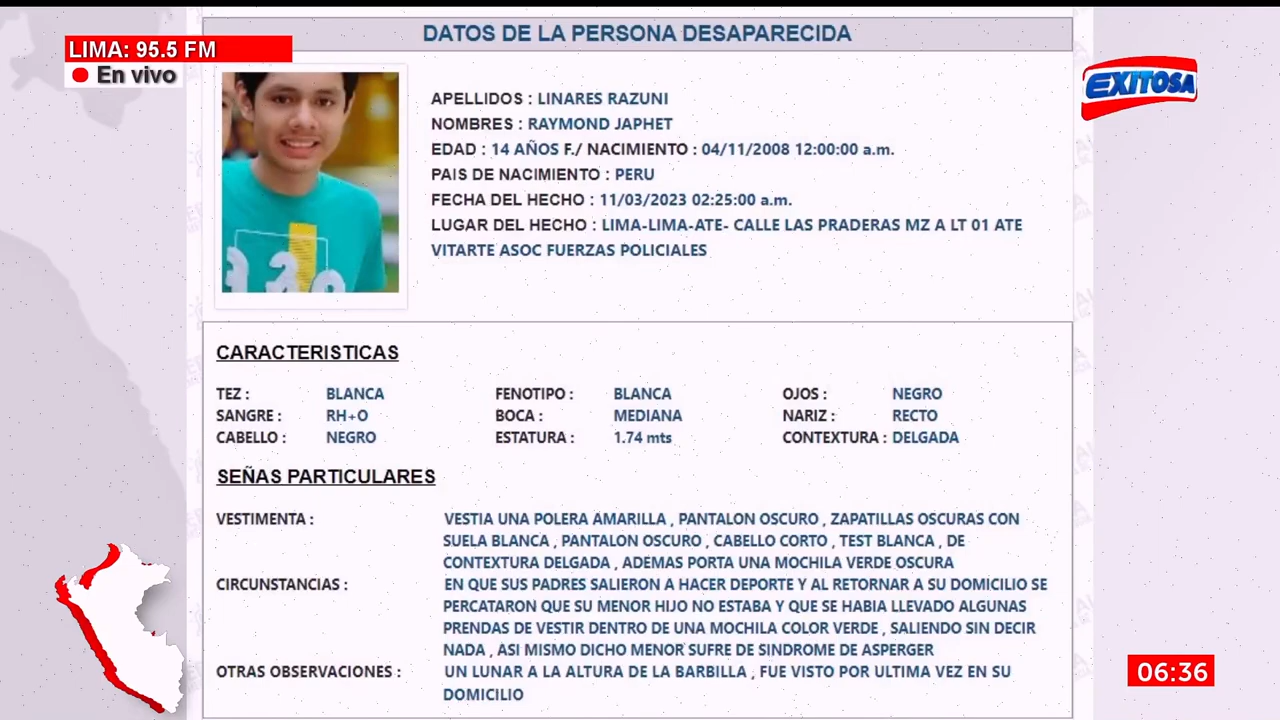 DATOS DE LA PERSONA DESAPARECIDA
LIMA: 95.5 FM
En vivo
EXITOSA
APELLIDOS : LINARES RAZUNI
NOMBRES : RAYMOND JAPHET
EDAD : 14 AÑOS F./ NACIMIENTO : 04/11/2008 12:00:00 a.m.
PAIS DE NACIMIENTO : PERU
FECHA DEL HECHO : 11/03/2023 02:25:00 a.m.
LUGAR DEL HECHO : LIMA-LIMA-ATE- CALLE LAS PRADERAS MZ A LT 01 ATE
VITARTE ASOC FUERZAS POLICIALES
CARACTERISTICAS
TEZ : BLANCA FENOTIPO : BLANCA OJOS : NEGRO
SANGRE : RH+O BOCA : MEDIANA NARIZ : RECTO
CABELLO : NEGRO ESTATURA : 1.74 mts CONTEXTURA : DELGADA
SEÑAS PARTICULARES
VESTIMENTA : VESTIA UNA POLERA AMARILLA , PANTALON OSCURO , ZAPATILLAS OSCURAS CON
SUELA BLANCA , PANTALON OSCURO , CABELLO CORTO , TEST BLANCA , DE
CONTEXTURA DELGADA , ADEMAS PORTA UNA MOCHILA VERDE OSCURA
CIRCUNSTANCIAS : EN QUE SUS PADRES SALIERON A HACER DEPORTE Y AL RETORNAR A SU DOMICILIO SE
PERCATARON QUE SU MENOR HIJO NO ESTABA Y QUE SE HABIA LLEVADO ALGUNAS
PRENDAS DE VESTIR DENTRO DE UNA MOCHILA COLOR VERDE , SALIENDO SIN DECIR
NADA , ASI MISMO DICHO MENOR SUFRE DE SINDROME DE ASPERGER
OTRAS OBSERVACIONES : UN LUNAR A LA ALTURA DE LA BARBILLA , FUE VISTO POR ULTIMA VEZ EN SU
DOMICILIO
06:36